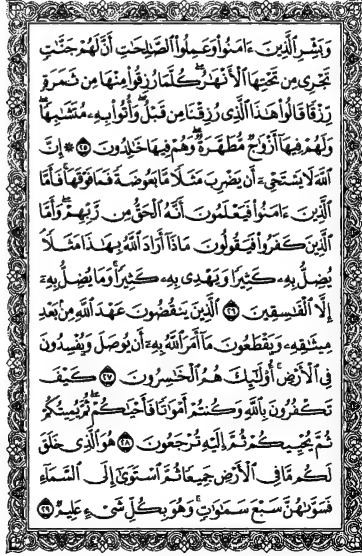 وَبَشِّرِ ٱلَّذِينَ ءَامَنُوا۟ وَعَمِلُوا۟ ٱلصَّـٰلِحَـٰتِ أَنَّ لَهُمْ جَنَّـٰتٍ
تَجْرِى مِن تَحْتِهَا ٱلْأَنْهَـٰرُ ۖ كُلَّمَا رُزِقُوا۟ مِنْهَا مِن ثَمَرَةٍ
رِّزْقًا ۙ قَالُوا۟ هَـٰذَا ٱلَّذِى رُزِقْنَا مِن قَبْلُ ۖ وَأُتُوا۟ بِهِۦ مُتَشَـٰبِهًا ۖ
وَلَهُمْ فِيهَآ أَزْوَٰجٌ مُّطَهَّرَةٌ ۖ وَهُمْ فِيهَا خَـٰلِدُونَ ﴿٢٥﴾ ۞ إِنَّ
ٱللَّهَ لَا يَسْتَحْىِۦٓ أَن يَضْرِبَ مَثَلًا مَّا بَعُوضَةً فَمَا فَوْقَهَا ۚ فَأَمَّا
ٱلَّذِينَ ءَامَنُوا۟ فَيَعْلَمُونَ أَنَّهُ ٱلْحَقُّ مِن رَّبِّهِمْ ۖ وَأَمَّا
ٱلَّذِينَ كَفَرُوا۟ فَيَقُولُونَ مَاذَآ أَرَادَ ٱللَّهُ بِهَـٰذَا مَثَلًا ۘ
يُضِلُّ بِهِۦ كَثِيرًا وَيَهْدِى بِهِۦ كَثِيرًا ۚ وَمَا يُضِلُّ بِهِۦٓ
إِلَّا ٱلْفَـٰسِقِينَ ﴿٢٦﴾ ٱلَّذِينَ يَنقُضُونَ عَهْدَ ٱللَّهِ مِنۢ بَعْدِ
مِيثَـٰقِهِۦ وَيَقْطَعُونَ مَآ أَمَرَ ٱللَّهُ بِهِۦٓ أَن يُوصَلَ وَيُفْسِدُونَ
فِى ٱلْأَرْضِ ۚ أُو۟لَـٰٓئِكَ هُمُ ٱلْخَـٰسِرُونَ ﴿٢٧﴾ كَيْفَ
تَكْفُرُونَ بِٱللَّهِ وَكُنتُمْ أَمْوَٰتًا فَأَحْيَـٰكُمْ ۖ ثُمَّ يُمِيتُكُمْ
ثُمَّ يُحْيِيكُمْ ثُمَّ إِلَيْهِ تُرْجَعُونَ ﴿٢٨﴾ هُوَ ٱلَّذِى خَلَقَ
لَكُم مَّا فِى ٱلْأَرْضِ جَمِيعًا ثُمَّ ٱسْتَوَىٰٓ إِلَى ٱلسَّمَآءِ
فَسَوَّىٰهُنَّ سَبْعَ سَمَـٰوَٰتٍ ۚ وَهُوَ بِكُلِّ شَىْءٍ عَلِيمٌ ﴿٢٩﴾